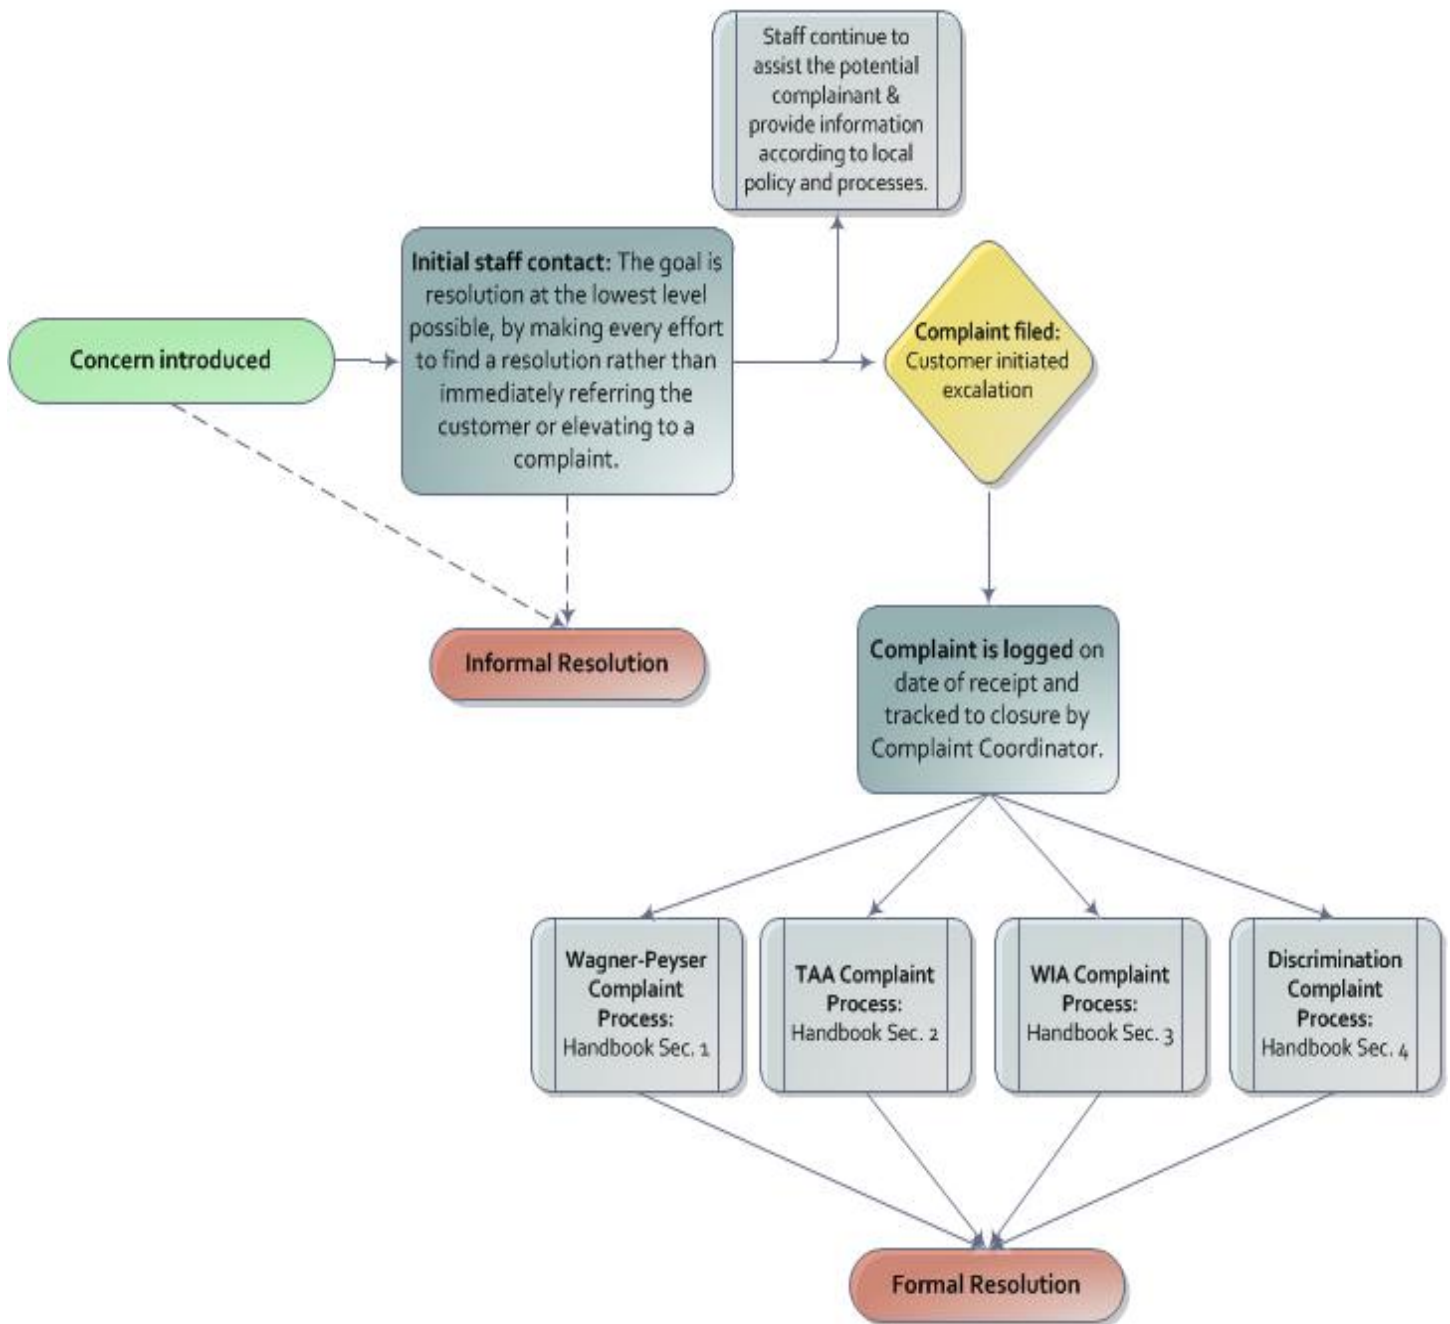 Staff continue to
assist the potential
complainant &
provide information
according to local
policy and processes.
Initial staff contact: The goal is
resolution at the lowest level
possible, by making every effort
to find a resolution rather than
immediately referring the
customer or elevating to a
complaint.
Concern introduced
Complaint filed:
Customer initiated
excalation
Informal Resolution
Complaint is logged on
date of receipt and
tracked to closure by
Complaint Coordinator.
Wagner-Peyser
Complaint
Process:
Handbook Sec. 1
TAA Complaint
Process:
Handbook Sec. 2
WIA Complaint
Process:
Handbook Sec. 3
Discrimination
Complaint
Process:
Handbook Sec. 4
Formal Resolution